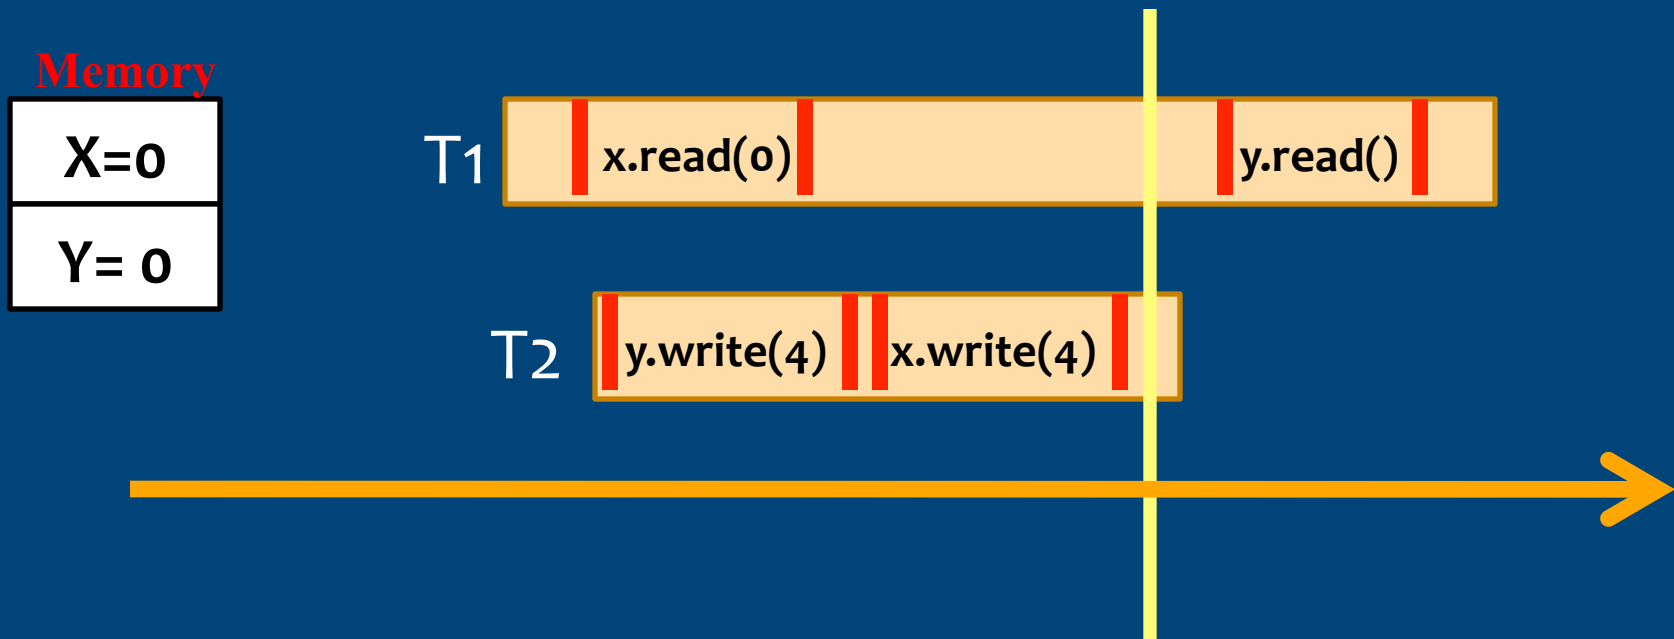 Memory
X=0
Y= 0
T1 x.read(0) y.read()
T2 y.write(4) x.write(4)